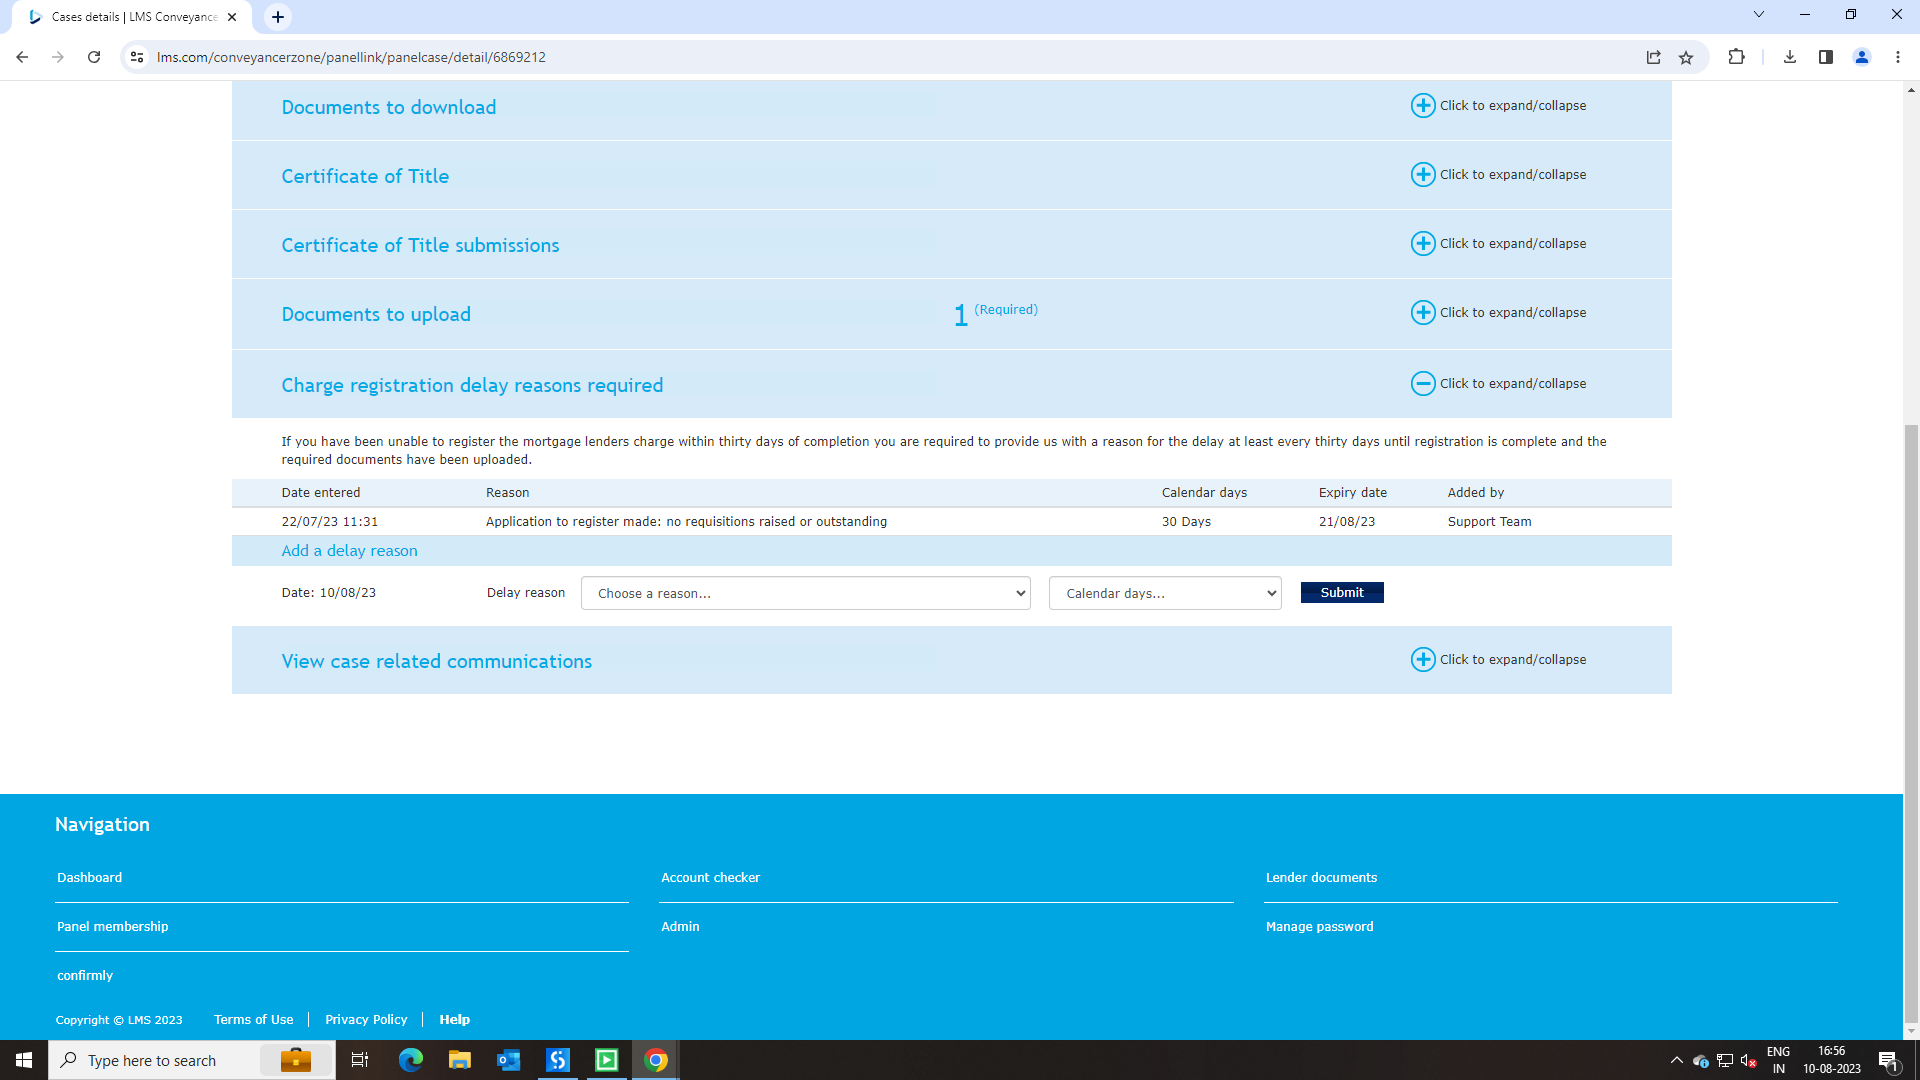 Cases details | LMS Conveyance
lms.com/conveyancerzone/panellink/panelcase/detail/6869212
Documents to download
Click to expand/collapse
Certificate of Title
Click to expand/collapse
Certificate of Title submissions
Click to expand/collapse
Documents to upload
1 (Required)
Click to expand/collapse
Charge registration delay reasons required
Click to expand/collapse
If you have been unable to register the mortgage lenders charge within thirty days of completion you are required to provide us with a reason for the delay at least every thirty days until registration is complete and the
required documents have been uploaded.
Date entered Reason Calendar days Expiry date Added by
22/07/23 11:31 Application to register made: no requisitions raised or outstanding 30 Days 21/08/23 Support Team
Add a delay reason
Date: 10/08/23 Delay reason Choose a reason... Calendar days... Submit
View case related communications
Click to expand/collapse
Navigation
Dashboard Account checker Lender documents
Panel membership Admin Manage password
confirmly
Copyright © LMS 2023 Terms of Use Privacy Policy Help
Type here to search
ENG
IN
16:56
10-08-2023
1